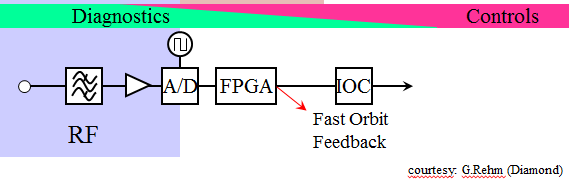 Diagnostics Controls
A/D FPGA IOC
Fast Orbit
Feedback
RF
courtesy: G.Rehm (Diamond)